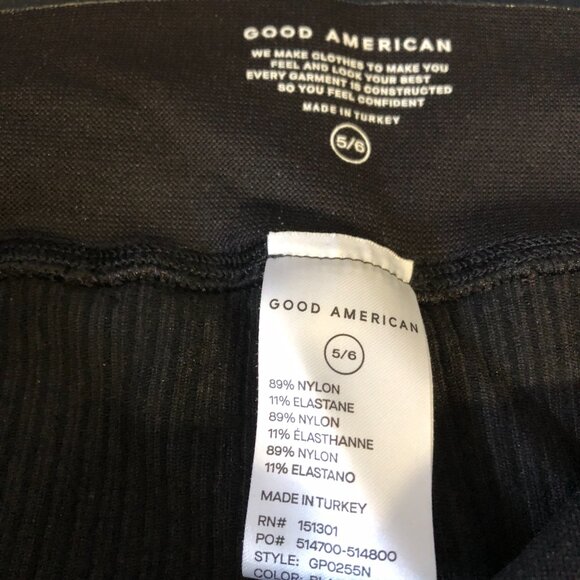 GOOD AMERICAN
WE MAKE CLOTHES TO MAKE YOU
FEEL AND LOOK YOUR BEST
EVERY GARMENT IS CONSTRUCTED
SO YOU FEEL CONFIDENT
MADE IN TURKEY
5/6
GOOD AMERICAN
5/6
89% NYLON
11% ELASTANE
89% NYLON
11% ÉLASTHANNE
89% NYLON
11% ELASTANO
MADE IN TURKEY
RN# 151301
PO# 514700-514800
STYLE: GP0255N
COLOR: